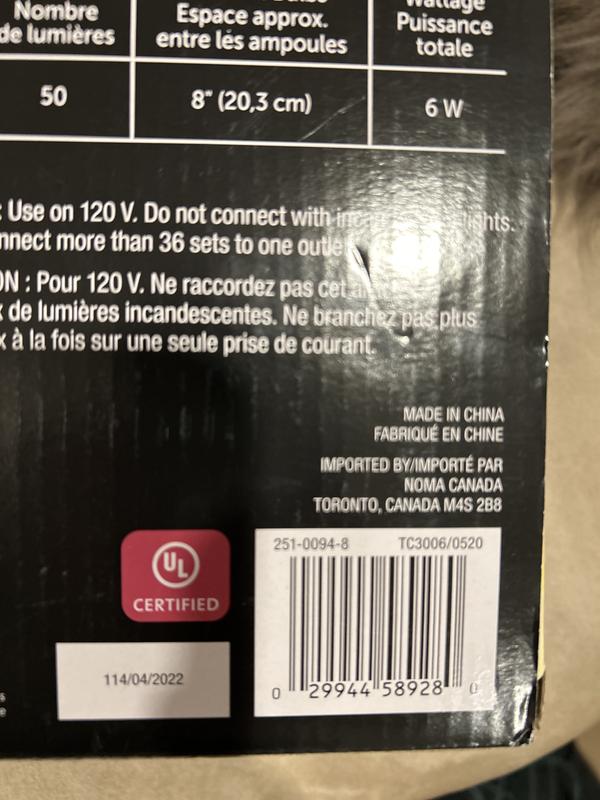 Nombre
de lumières
Espace approx.
entre les ampoules
Wattage
Puissance
totale
50
8" (20,3 cm)
6 W
: Use on 120 V. Do not connect with lights.
nnect more than 36 sets to one outle
ON : Pour 120 V. Ne raccordez pas cet
x de lumières incandescentes. Ne branchez pas plus
x à la fois sur une seule prise de courant.
MADE IN CHINA
FABRIQUÉ EN CHINE
IMPORTED BY/IMPORTÉ PAR
NOMA CANADA
TORONTO, CANADA M4S 2B8
UL
CERTIFIED
114/04/2022
251-0094-8 TC3006/0520
0 29944 58928 0
s
e